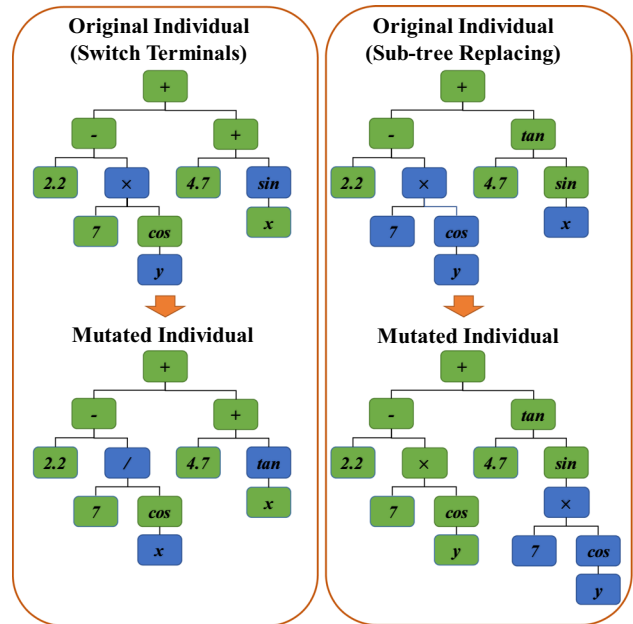 Original Individual
(Switch Terminals)
+
- +
2.2 × 4.7 sin
7 cos x
y
Mutated Individual
+
- +
2.2 / 4.7 tan
7 cos x
x
Original Individual
(Sub-tree Replacing)
+
- tan
2.2 × 4.7 sin
7 cos x
y
Mutated Individual
+
- tan
2.2 × 4.7 sin
7 cos ×
y 7 cos
y